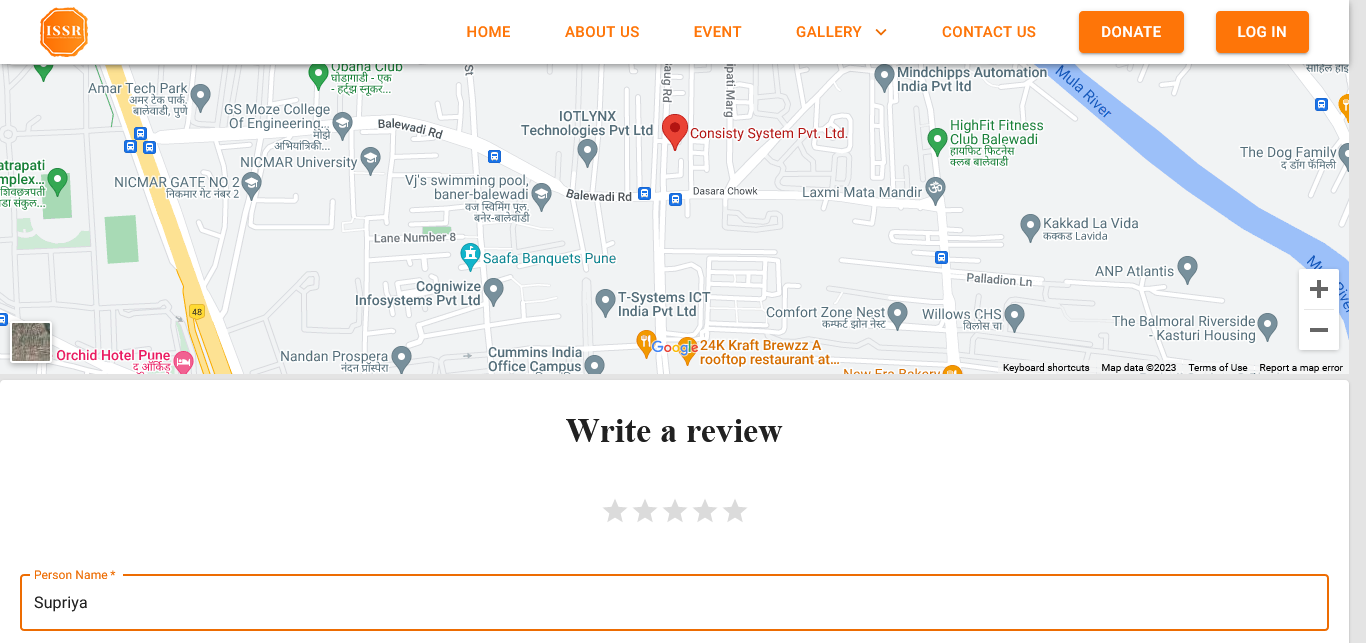 ISSR
HOME
ABOUT US
EVENT
GALLERY
CONTACT US
DONATE
LOG IN
Obana Club
घोडागाडी - एक
- हर्ट्झ स्नूकर...
St
aug Rd
pati Marg
Mindchipps Automation
India Pvt ltd
Mula River
Amar Tech Park
अमर टेक पार्क,
बालेवाडी, पुणे
GS Moze College
Of Engineering...
मोझे
अभियांत्रिकी...
Balewadi Rd
IOTLYNX
Technologies Pvt Ltd
Consisty System Pvt. Ltd.
HighFit Fitness
Club Balewadi
हायफिट फिटनेस
क्लब बालेवाडी
The Dog Family
द डॉग फॅमिली
atrapati
mplex...
शिवछत्रपती
डा संकुल...
NICMAR University
NICMAR GATE NO 2
निकमार गेट नंबर 2
Vj's swimming pool,
baner-balewadi
वज स्विमिंग पुल,
बनेर-बालेवाडी
Balewadi Rd
Dasara Chowk
Laxmi Mata Mandir
Kakkad La Vida
कक्कड Lavida
Lane Number 8
Saafa Banquets Pune
ANP Atlantis
Palladion Ln
Cogniwize
Infosystems Pvt Ltd
T-Systems ICT
India Pvt Ltd
Comfort Zone Nest
कम्फर्ट झोन नेस्ट
Willows CHS
विलोस चा
The Balmoral Riverside
- Kasturi Housing
48
Orchid Hotel Pune
द ऑर्किड
Nandan Prospera
नंदन प्रॉस्पेरा
Cummins India
Office Campus
Google
24K Kraft Brewzz A
rooftop restaurant at...
New Era Bakery
Keyboard shortcuts
Map data ©2023
Terms of Use
Report a map error
Write a review
Person Name *
Supriya